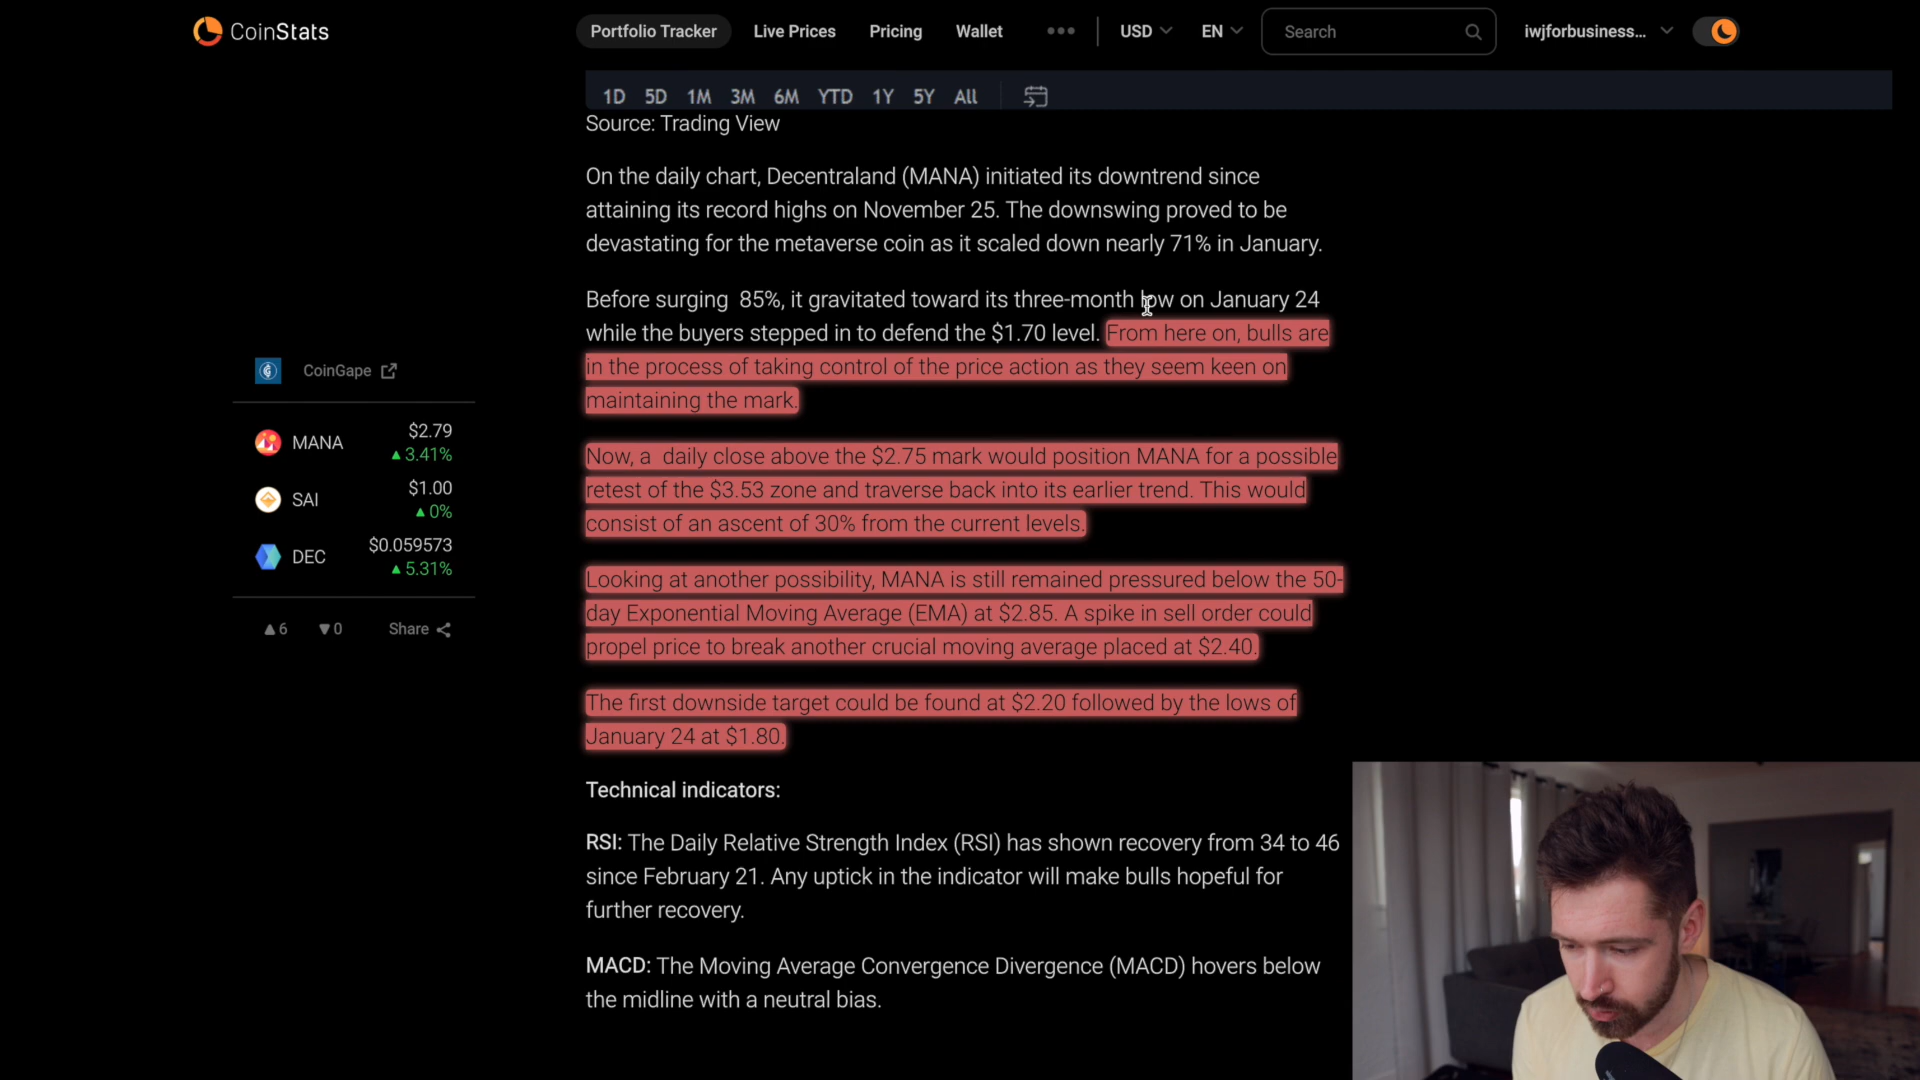 CoinStats
Portfolio Tracker
Live Prices
Pricing
Wallet
USD
EN
Search
iwjforbusiness...
1D 5D 1M 3M 6M YTD 1Y 5Y All
Source: Trading View
On the daily chart, Decentraland (MANA) initiated its downtrend since
attaining its record highs on November 25. The downswing proved to be
devastating for the metaverse coin as it scaled down nearly 71% in January.
Before surging  85%, it gravitated toward its three-month low on January 24
while the buyers stepped in to defend the $1.70 level. From here on, bulls are
in the process of taking control of the price action as they seem keen on
maintaining the mark.
Now, a  daily close above the $2.75 mark would position MANA for a possible
retest of the $3.53 zone and traverse back into its earlier trend. This would
consist of an ascent of 30% from the current levels.
Looking at another possibility, MANA is still remained pressured below the 50-
day Exponential Moving Average (EMA) at $2.85. A spike in sell order could
propel price to break another crucial moving average placed at $2.40.
The first downside target could be found at $2.20 followed by the lows of
January 24 at $1.80.
Technical indicators:
RSI: The Daily Relative Strength Index (RSI) has shown recovery from 34 to 46
since February 21. Any uptick in the indicator will make bulls hopeful for
further recovery.
MACD: The Moving Average Convergence Divergence (MACD) hovers below
the midline with a neutral bias.
CoinGape
MANA $2.79
▲ 3.41%
SAI $1.00
▲ 0%
DEC $0.059573
▲ 5.31%
▲6 ▼0 Share